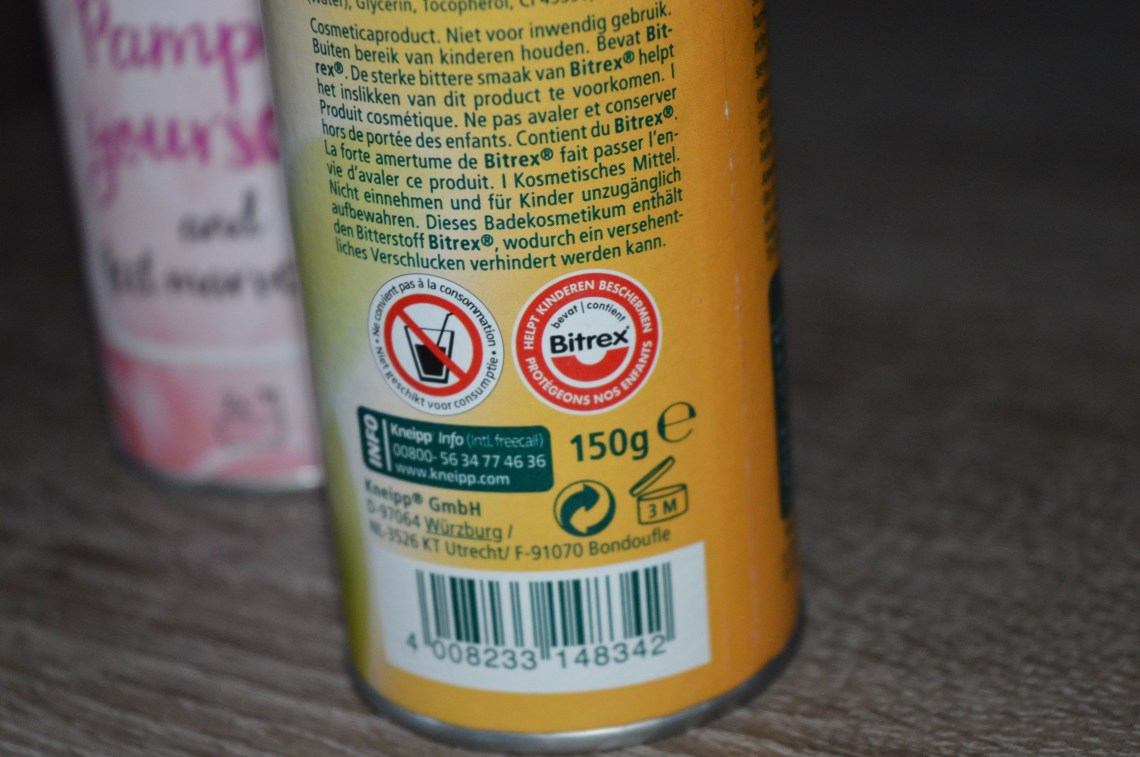 (Water), Glycerin, Tocopherol, CI
Cosmeticaproduct. Niet voor inwendig gebruik.
Buiten bereik van kinderen houden. Bevat Bit-
rex®. De sterke bittere smaak van Bitrex® helpt
het inslikken van dit product te voorkomen. I
Produit cosmétique. Ne pas avaler et conserver
hors de portée des enfants. Contient du Bitrex®.
La forte amertume de Bitrex® fait passer l'en-
vie d'avaler ce produit. I Kosmetisches Mittel.
Nicht einnehmen und für Kinder unzugänglich
aufbewahren. Dieses Badekosmetikum enthält
den Bitterstoff Bitrex®, wodurch ein versehent-
liches Verschlucken verhindert werden kann.
• Ne convient pas à la consommation
• Niet geschikt voor consumptie •
HELPT KINDEREN BESCHERMEN
bevat | contient
Bitrex®
PROTÉGEONS NOS ENFANTS
INFO
Kneipp® Info (intl. freecall)
00800- 56 34 77 46 36
www.kneipp.com
150g e
3 M
Kneipp® GmbH
D-97064 Würzburg /
NL-3526 KT Utrecht/ F-91070 Bondoufle
4 008233 148342
Pamp
yourse
and